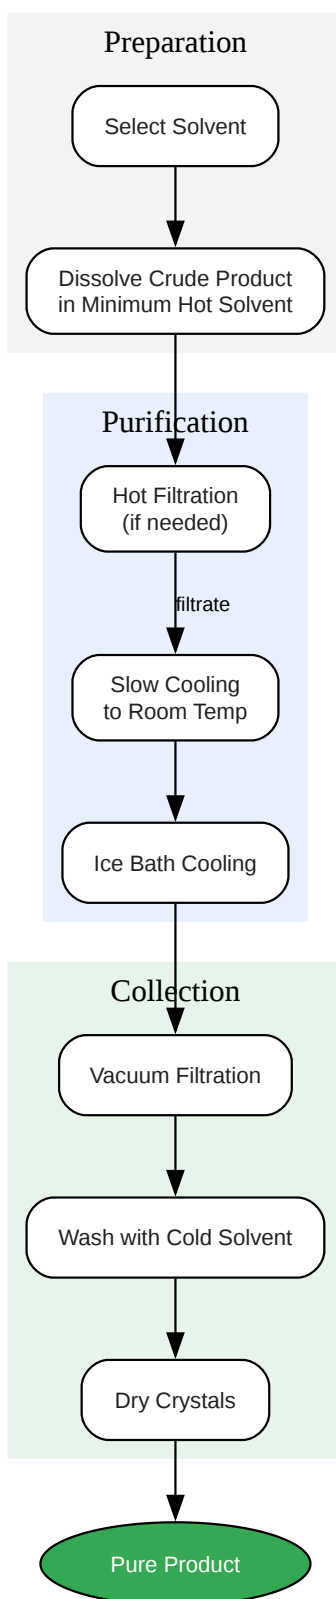 Preparation
Select Solvent
Dissolve Crude Product
in Minimum Hot Solvent
Purification
Hot Filtration
(if needed)
filtrate
Slow Cooling
to Room Temp
Ice Bath Cooling
Collection
Vacuum Filtration
Wash with Cold Solvent
Dry Crystals
Pure Product